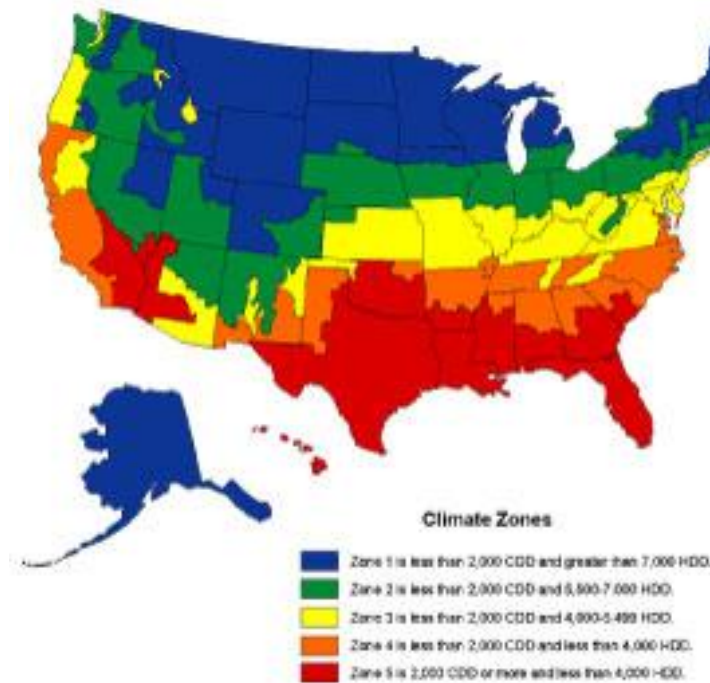 Climate Zones
Zone 1 is less than 2,000 CDD and greater than 7,000 HDD.
Zone 2 is less than 2,000 CDD and 5,500-7,000 HDD.
Zone 3 is less than 2,000 CDD and 4,000-5,499 HDD.
Zone 4 is less than 2,000 CDD and less than 4,000 HDD.
Zone 5 is 2,000 CDD or more and less than 4,000 HDD.